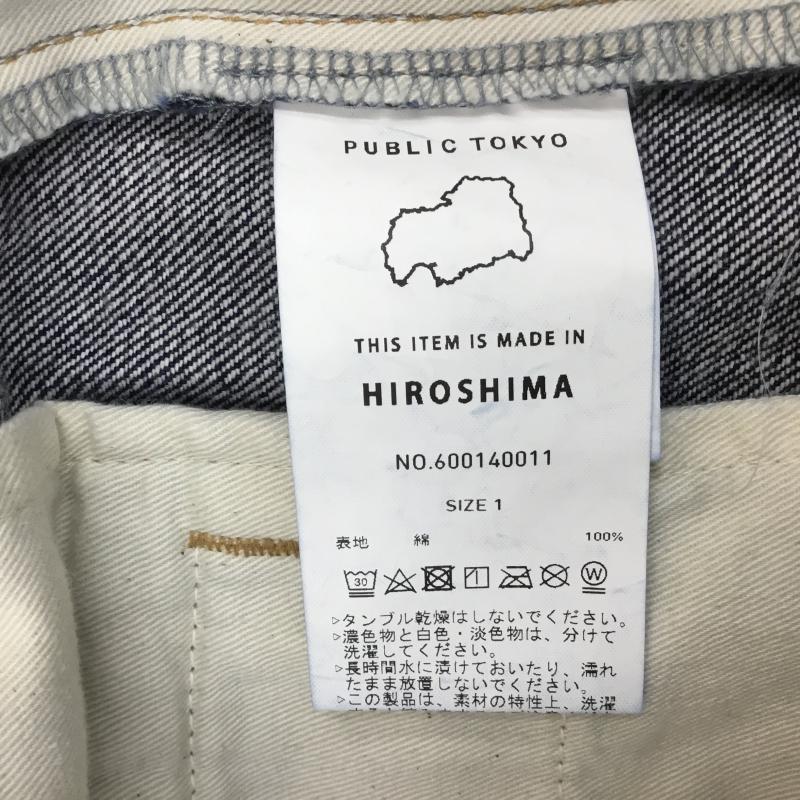 PUBLIC TOKYO
THIS ITEM IS MADE IN
HIROSHIMA
NO.600140011
SIZE 1
表地 綿 100%
30 W
▷タンブル乾燥はしないでください。
▷濃色物と白色・淡色物は、分けて
洗濯してください。
▷長時間水に漬けておいたり、濡れ
たまま放置しないでください。
▷この製品は、素材の特性上、洗濯